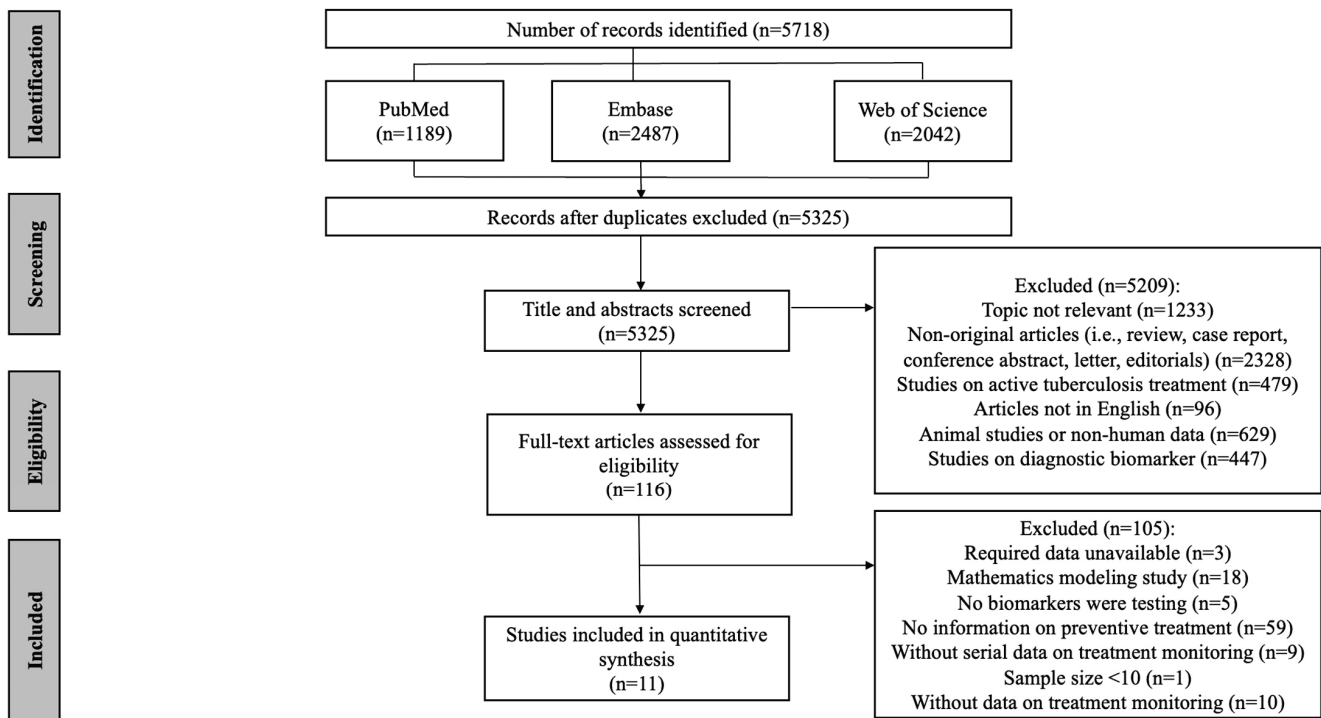 Identification
Number of records identified (n=5718)
PubMed
(n=1189)
Embase
(n=2487)
Web of Science
(n=2042)
Screening
Records after duplicates excluded (n=5325)
Title and abstracts screened
(n=5325)
Excluded (n=5209):
Topic not relevant (n=1233)
Non-original articles (i.e., review, case report,
conference abstract, letter, editorials) (n=2328)
Studies on active tuberculosis treatment (n=479)
Articles not in English (n=96)
Animal studies or non-human data (n=629)
Studies on diagnostic biomarker (n=447)
Eligibility
Full-text articles assessed for
eligibility
(n=116)
Excluded (n=105):
Required data unavailable (n=3)
Mathematics modeling study (n=18)
No biomarkers were testing (n=5)
No information on preventive treatment (n=59)
Without serial data on treatment monitoring (n=9)
Sample size <10 (n=1)
Without data on treatment monitoring (n=10)
Included
Studies included in quantitative
synthesis
(n=11)